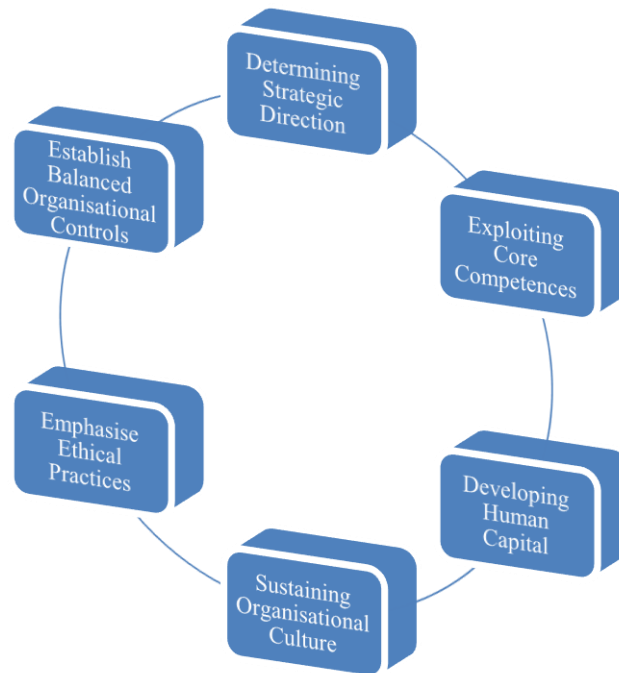 Determining
Strategic
Direction
Exploiting
Core
Competences
Developing
Human
Capital
Sustaining
Organisational
Culture
Emphasise
Ethical
Practices
Establish
Balanced
Organisational
Controls